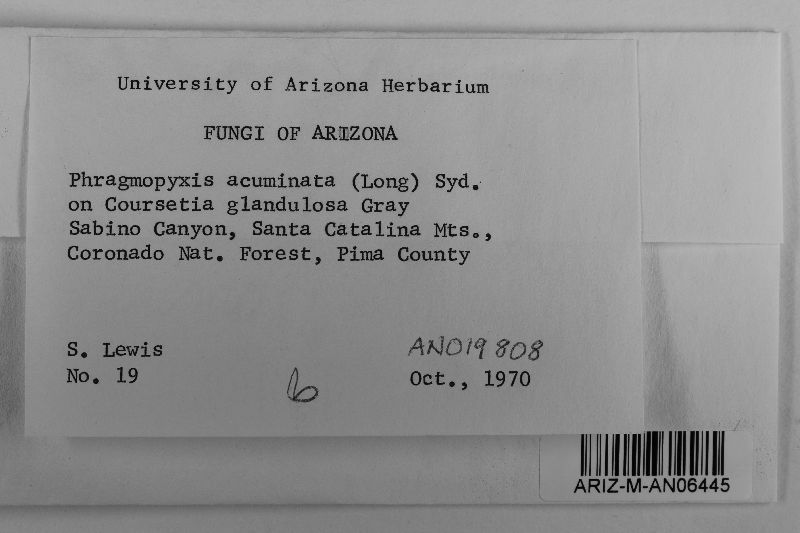 University of Arizona Herbarium
FUNGI OF ARIZONA
Phragmopyxis acuminata (Long) Syd.
on Coursetia glandulosa Gray
Sabino Canyon, Santa Catalina Mts.,
Coronado Nat. Forest, Pima County
S. Lewis
No. 19
AN019808
Oct., 1970
b
ARIZ-M-AN06445